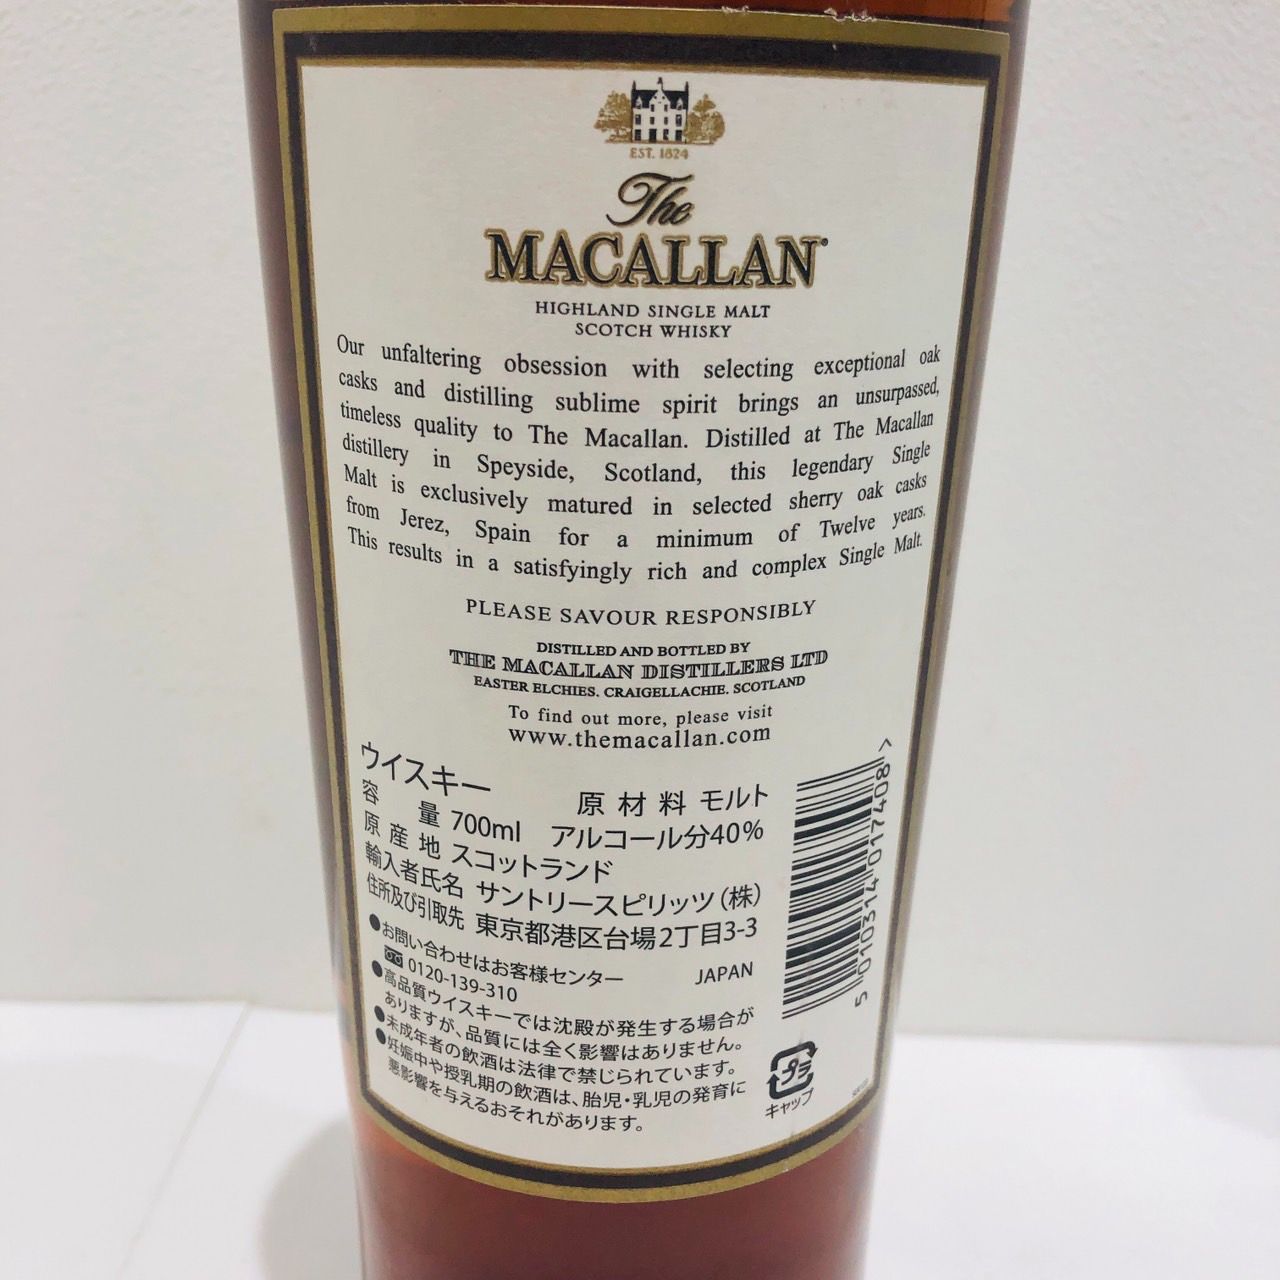 EST. 1824
The
MACALLAN®
HIGHLAND SINGLE MALT
SCOTCH WHISKY
Our unfaltering obsession with selecting exceptional oak
casks and distilling sublime spirit brings an unsurpassed,
timeless quality to The Macallan. Distilled at The Macallan
distillery in Speyside, Scotland, this legendary Single
Malt is exclusively matured in selected sherry oak casks
from Jerez, Spain for a minimum of Twelve years.
This results in a satisfyingly rich and complex Single Malt.
PLEASE SAVOUR RESPONSIBLY
DISTILLED AND BOTTLED BY
THE MACALLAN DISTILLERS LTD
EASTER ELCHIES. CRAIGELLACHIE. SCOTLAND
To find out more, please visit
www.themacallan.com
ウイスキー 原材料 モルト
容量 700ml アルコール分40%
原産地 スコットランド
輸入者氏名 サントリースピリッツ(株)
住所及び引取先 東京都港区台場2丁目3-3
●お問い合わせはお客様センター JAPAN
0120-139-310
●高品質ウイスキーでは沈殿が発生する場合が
ありますが、品質には全く影響はありません。
●未成年者の飲酒は法律で禁じられています。
●妊娠中や授乳期の飲酒は、胎児・乳児の発育に
悪影響を与えるおそれがあります。
5 010314 017408 >
プラ
キャップ